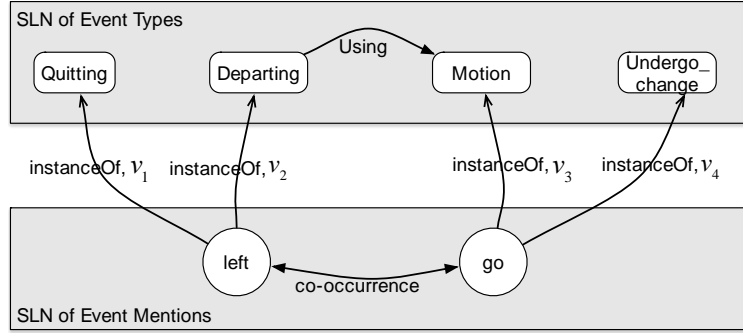 SLN of Event Types
Using
Quitting
Departing
Motion
Undergo_
change
instanceOf, v1
instanceOf, v2
instanceOf, v3
instanceOf, v4
left
go
co-occurrence
SLN of Event Mentions